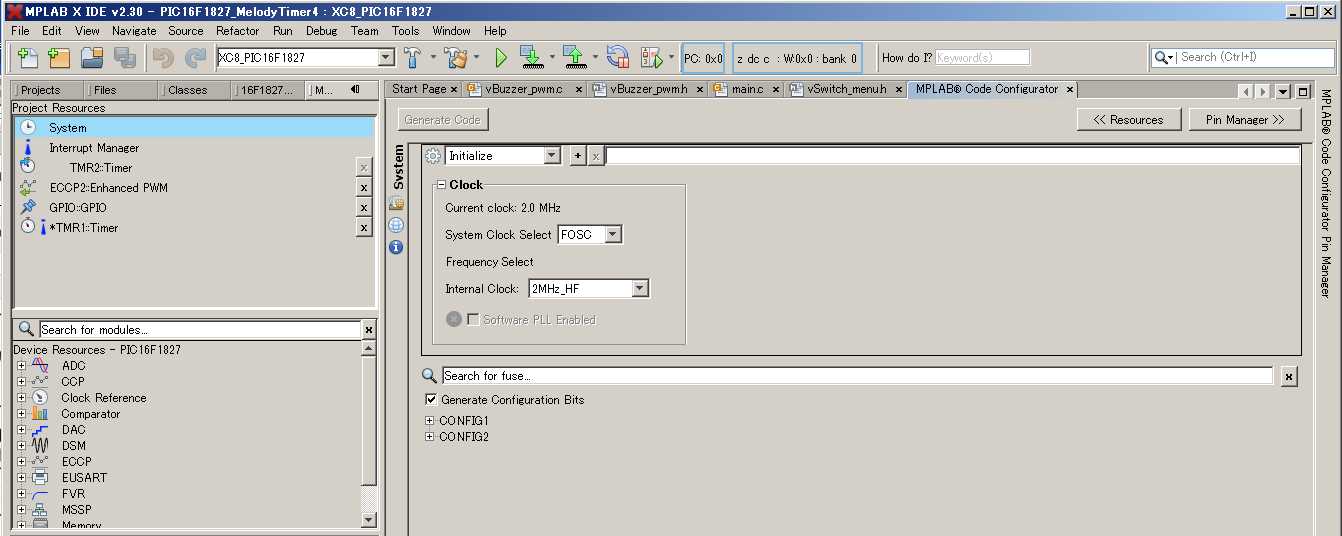 MPLAB X IDE v2.30 - PIC16F1827_MelodyTimer4 : XC8_PIC16F1827
File Edit View Navigate Source Refactor Run Debug Team Tools Window Help
XC8_PIC16F1827
PC: 0x0
z dc c : W:0x0 : bank 0
How do I? Keyword(s)
Search (Ctrl+I)
Projects Files Classes 16F1827... M...
Start Page vBuzzer_pwm.c vBuzzer_pwm.h main.c vSwitch_menu.h MPLAB® Code Configurator
Project Resources
System
Interrupt Manager
TMR2::Timer
ECCP2::Enhanced PWM
GPIO::GPIO
*TMR1::Timer
Search for modules...
Device Resources - PIC16F1827
ADC
CCP
Clock Reference
Comparator
DAC
DSM
ECCP
EUSART
FVR
MSSP
Memory
Generate Code
<< Resources
Pin Manager >>
System
Initialize
+ x
Clock
Current clock: 2.0 MHz
System Clock Select FOSC
Frequency Select
Internal Clock: 2MHz_HF
Software PLL Enabled
Search for fuse...
Generate Configuration Bits
CONFIG1
CONFIG2
MPLAB® Code Configurator Pin Manager